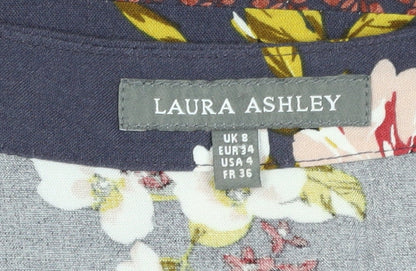 LAURA ASHLEY
UK 8
EUR 34
USA 4
FR 36